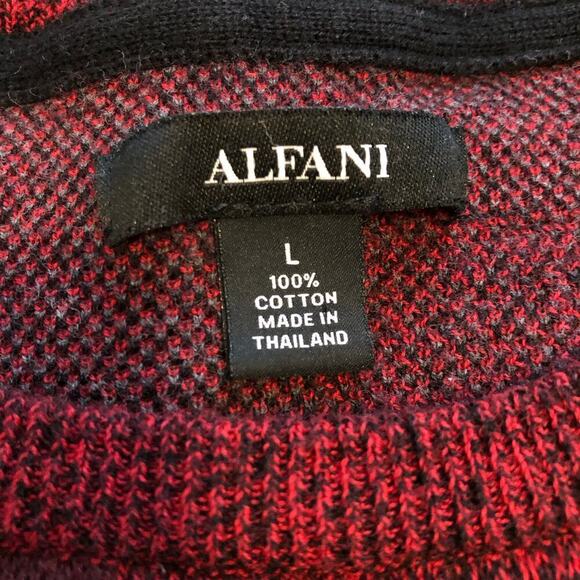 ALFANI
L
100%
COTTON
MADE IN
THAILAND